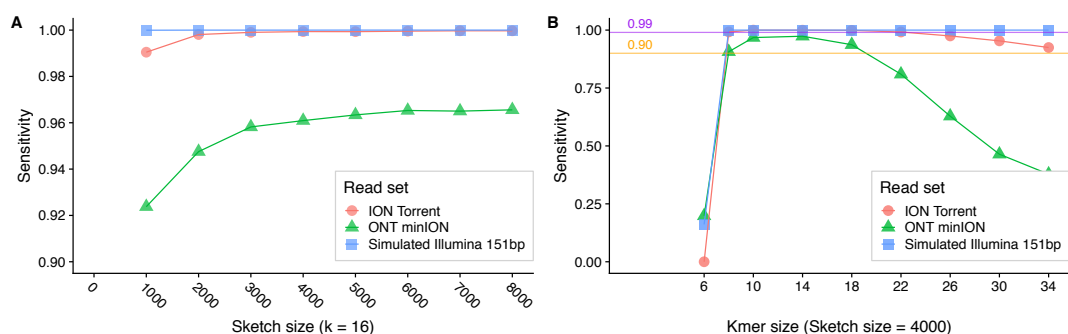 A
1.00
0.98
0.96
0.94
0.92
0.90
Sensitivity
0
1000
2000
3000
4000
5000
6000
7000
8000
Sketch size (k = 16)
Read set
ION Torrent
ONT minION
Simulated Illumina 151bp
B
1.00
0.75
0.50
0.25
0.00
Sensitivity
0.99
0.90
6
10
14
18
22
26
30
34
Kmer size (Sketch size = 4000)
Read set
ION Torrent
ONT minION
Simulated Illumina 151bp